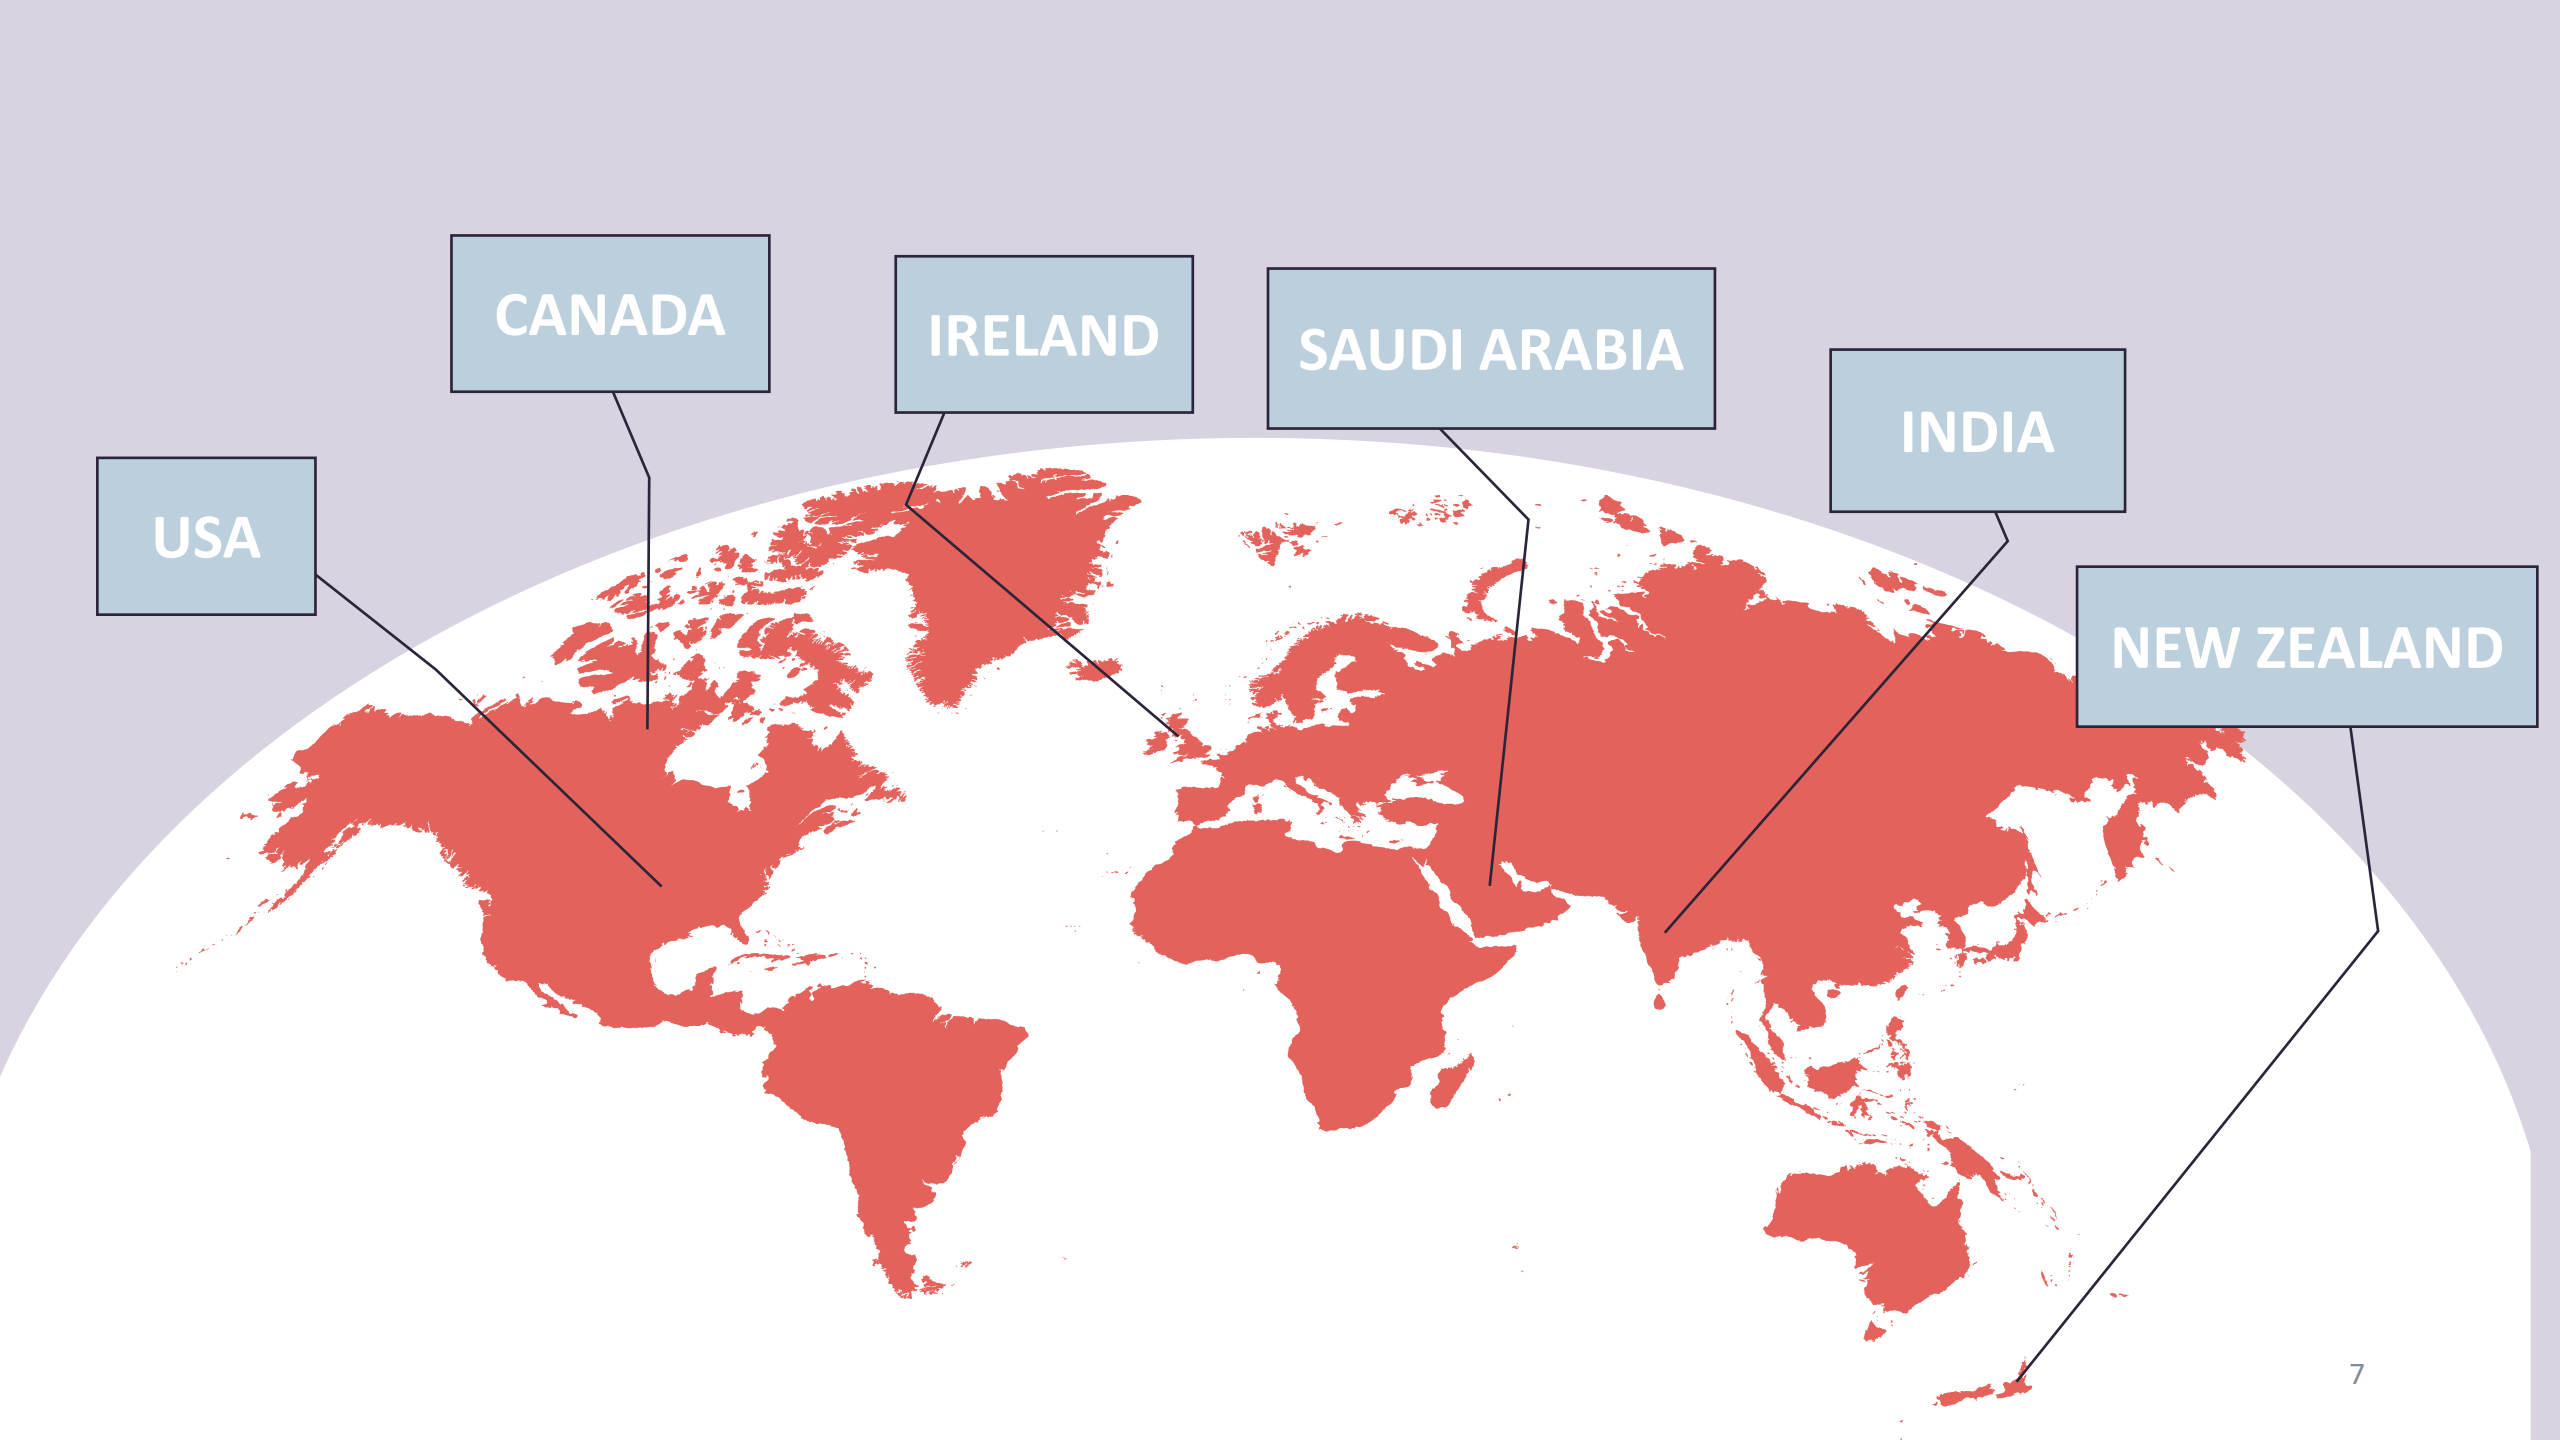 CANADA
IRELAND
SAUDI ARABIA
INDIA
USA
NEW ZEALAND
7